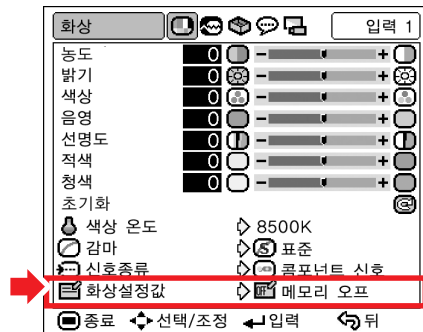 화상 입력 1
농도 0 - +
밝기 0 - +
색상 0 - +
음영 0 - +
선명도 0 - +
적색 0 - +
청색 0 - +
초기화
색상 온도 8500K
감마 S 표준
신호종류 콤포넌트 신호
화상설정값 OFF 메모리 오프
종료 선택/조정 입력 뒤